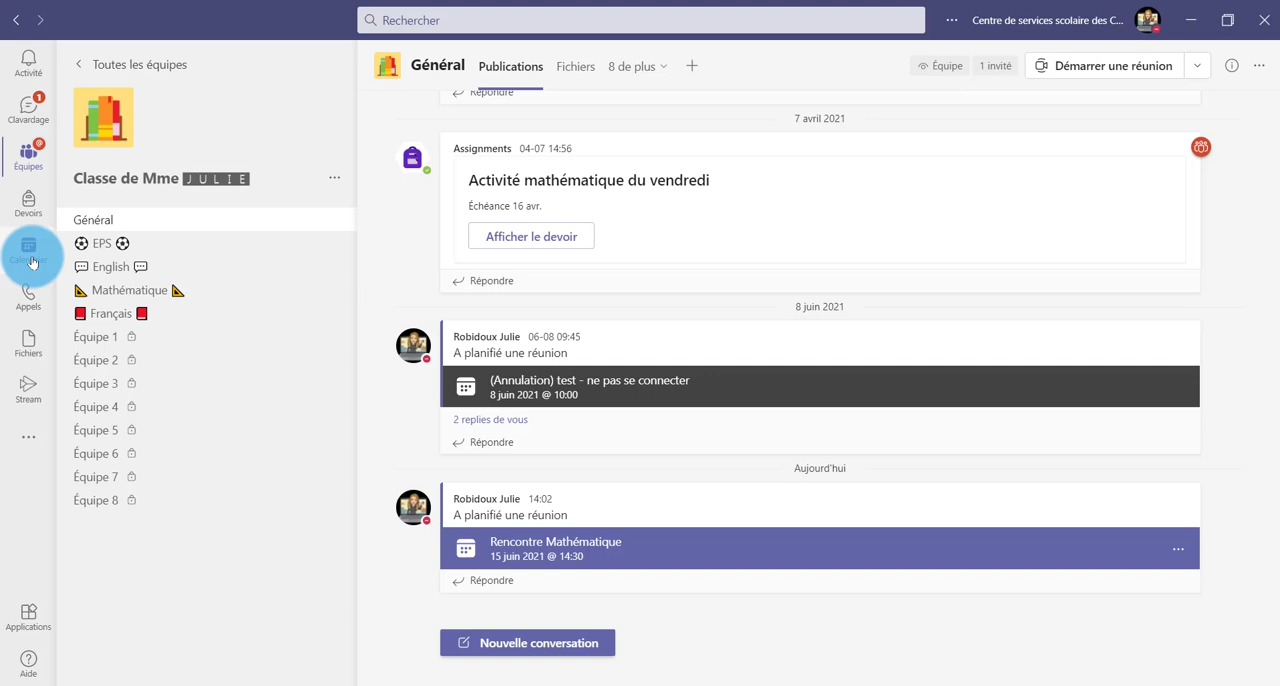 Rechercher
Centre de services scolaire des C...
Activité
1
Clavardage
@
Équipes
Devoirs
Calendrier
Appels
Fichiers
Stream
Applications
Aide
Toutes les équipes
Classe de Mme JULIE
Général
EPS
English
Mathématique
Français
Équipe 1
Équipe 2
Équipe 3
Équipe 4
Équipe 5
Équipe 6
Équipe 7
Équipe 8
Général Publications Fichiers 8 de plus
Équipe 1 invité Démarrer une réunion
Répondre
7 avril 2021
Assignments 04-07 14:56
Activité mathématique du vendredi
Échéance 16 avr.
Afficher le devoir
Répondre
8 juin 2021
Robidoux Julie 06-08 09:45
A planifié une réunion
(Annulation) test - ne pas se connecter
8 juin 2021 @ 10:00
2 replies de vous
Répondre
Aujourd'hui
Robidoux Julie 14:02
A planifié une réunion
Rencontre Mathématique
15 juin 2021 @ 14:30
Répondre
Nouvelle conversation